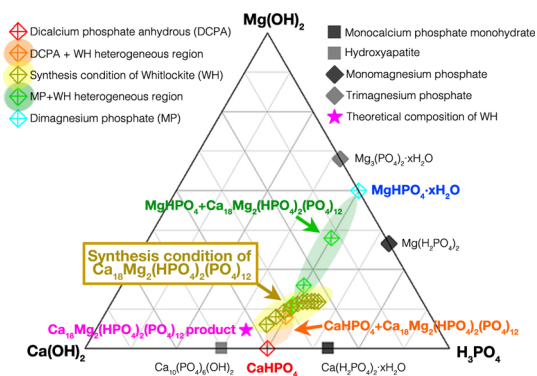 Mg(OH)₂
Dicalcium phosphate anhydrous (DCPA)
DCPA + WH heterogeneous region
Synthesis condition of Whitlockite (WH)
MP+WH heterogeneous region
Dimagnesium phosphate (MP)
Monocalcium phosphate monohydrate
Hydroxyapatite
Monomagnesium phosphate
Trimagnesium phosphate
Theoretical composition of WH
Mg₃(PO₄)₂·xH₂O
MgHPO₄·xH₂O
MgHPO₄+Ca₁₈Mg₂(HPO₄)₂(PO₄)₁₂
Mg(H₂PO₄)₂
Synthesis condition of
Ca₁₈Mg₂(HPO₄)₂(PO₄)₁₂
Ca₁₈Mg₂(HPO₄)₂(PO₄)₁₂product
CaHPO₄+Ca₁₈Mg₂(HPO₄)₂(PO₄)₁₂
Ca(OH)₂
H₃PO₄
Ca₁₀(PO₄)₆(OH)₂
CaHPO₄
Ca(H₂PO₄)₂·xH₂O